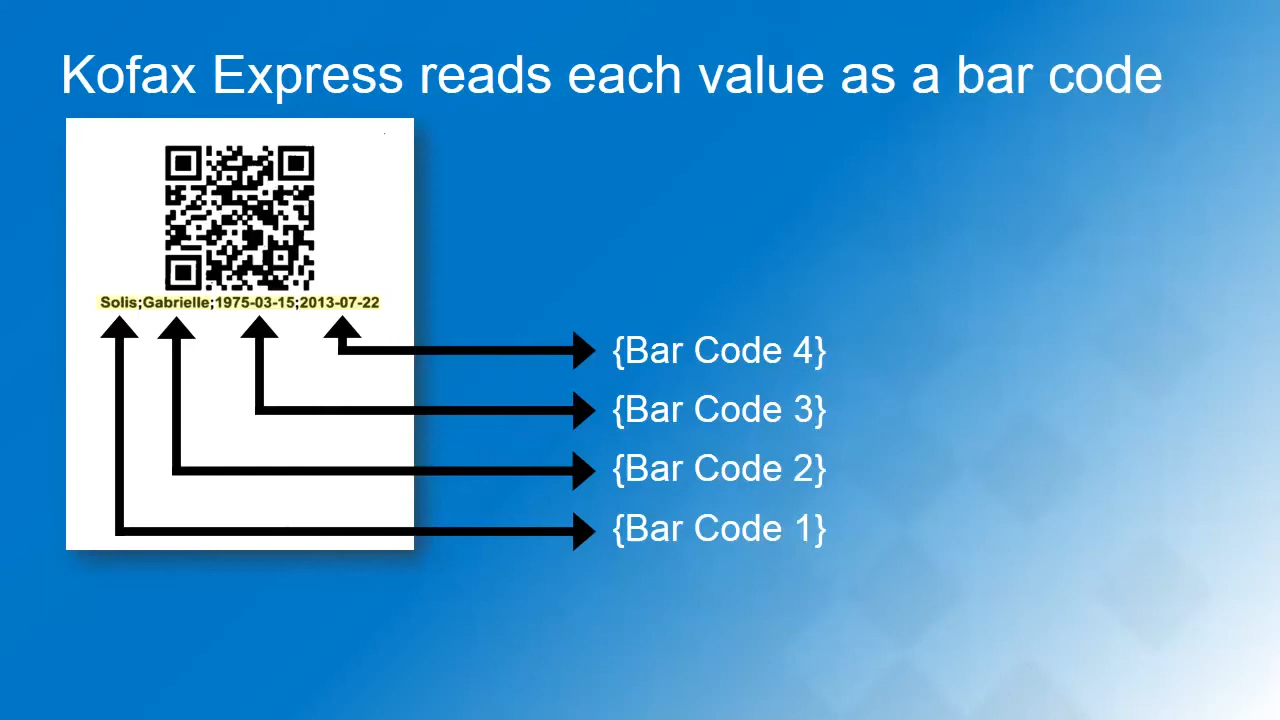 Kofax Express reads each value as a bar code
Solis;Gabrielle;1975-03-15;2013-07-22
{Bar Code 4}
{Bar Code 3}
{Bar Code 2}
{Bar Code 1}